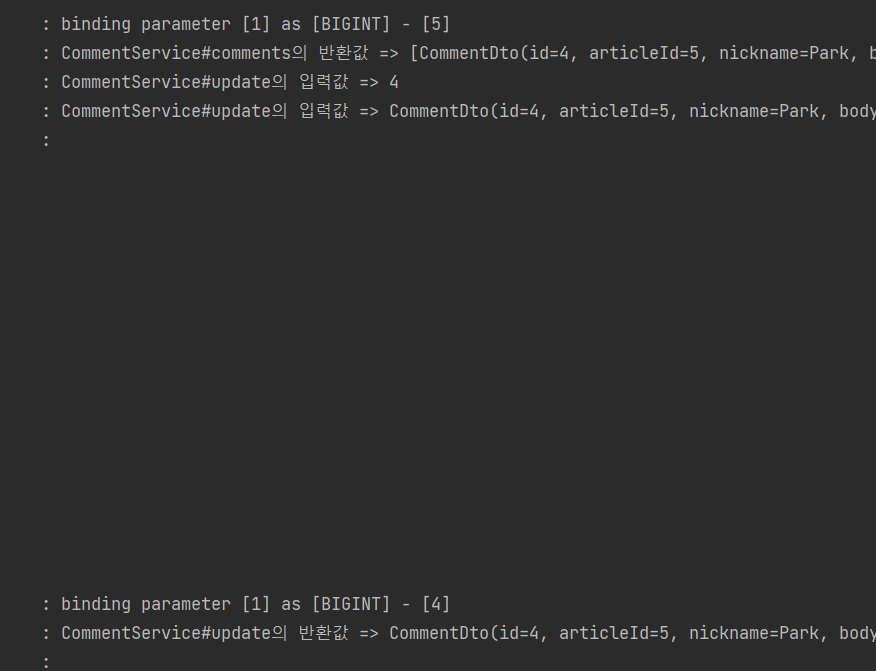 : binding parameter [1] as [BIGINT] - [5]
: CommentService#comments의 반환값 => [CommentDto(id=4, articleId=5, nickname=Park, b
: CommentService#update의 입력값 => 4
: CommentService#update의 입력값 => CommentDto(id=4, articleId=5, nickname=Park, body
:
: binding parameter [1] as [BIGINT] - [4]
: CommentService#update의 반환값 => CommentDto(id=4, articleId=5, nickname=Park, body
: